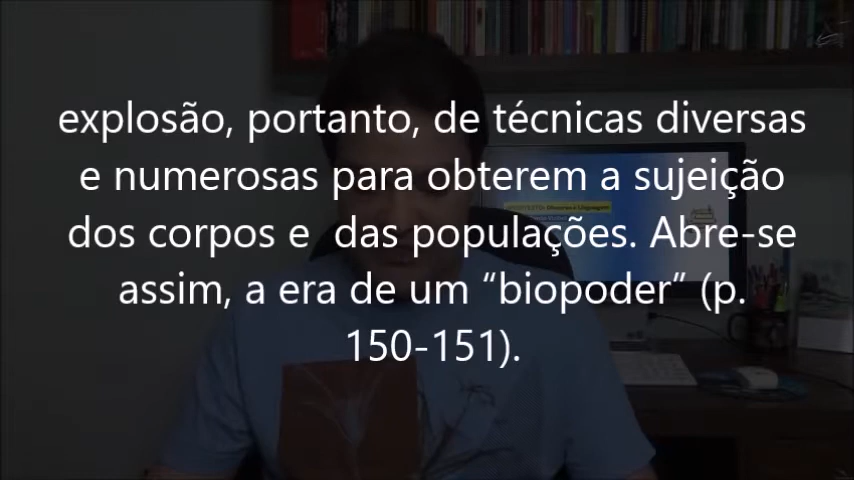 explosão, portanto, de técnicas diversas
e numerosas para obterem a sujeição
dos corpos e  das populações. Abre-se
assim, a era de um “biopoder” (p.
150-151).